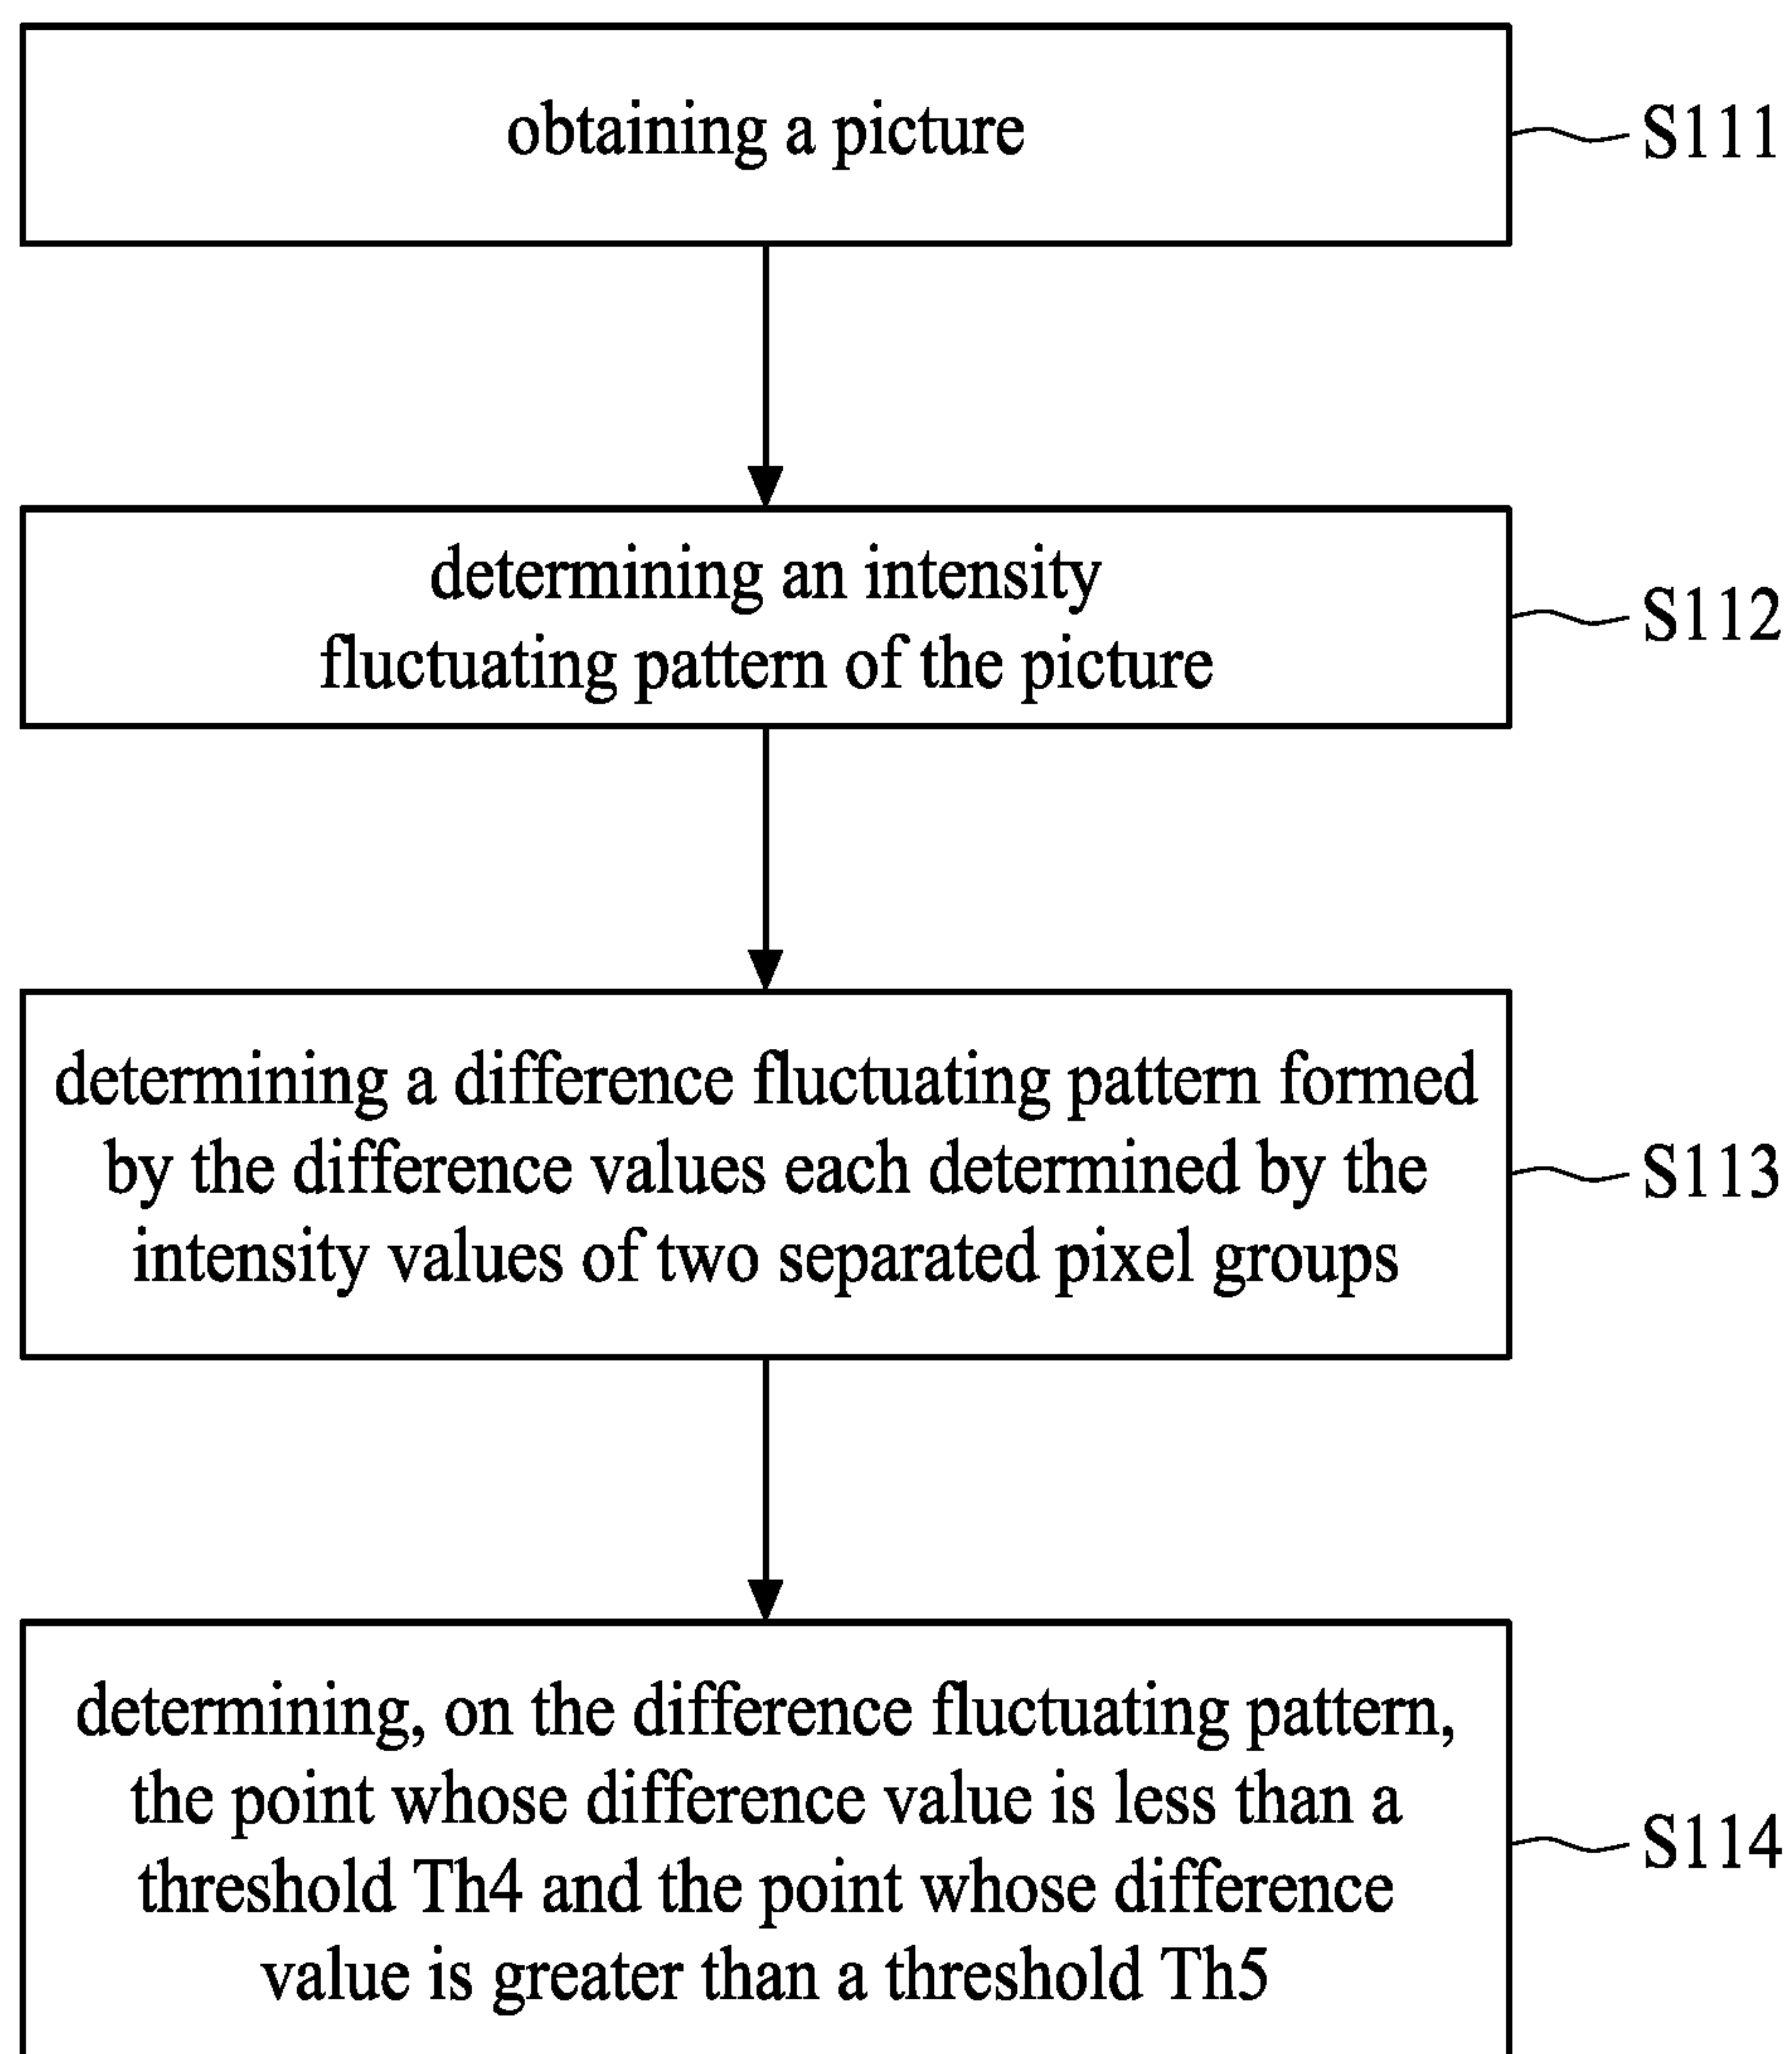 obtaining a picture
S111
determining an intensity
fluctuating pattern of the picture
S112
determining a difference fluctuating pattern formed
by the difference values each determined by the
intensity values of two separated pixel groups
S113
determining, on the difference fluctuating pattern,
the point whose difference value is less than a
threshold Th4 and the point whose difference
value is greater than a threshold Th5
S114